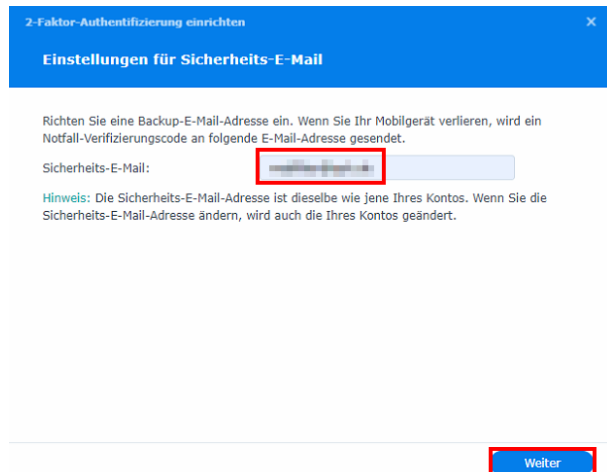 2-Faktor-Authentifizierung einrichten
Einstellungen für Sicherheits-E-Mail
Richten Sie eine Backup-E-Mail-Adresse ein. Wenn Sie Ihr Mobilgerät verlieren, wird ein
Notfall-Verifizierungscode an folgende E-Mail-Adresse gesendet.
Sicherheits-E-Mail:
Hinweis: Die Sicherheits-E-Mail-Adresse ist dieselbe wie jene Ihres Kontos. Wenn Sie die
Sicherheits-E-Mail-Adresse ändern, wird auch die Ihres Kontos geändert.
Weiter